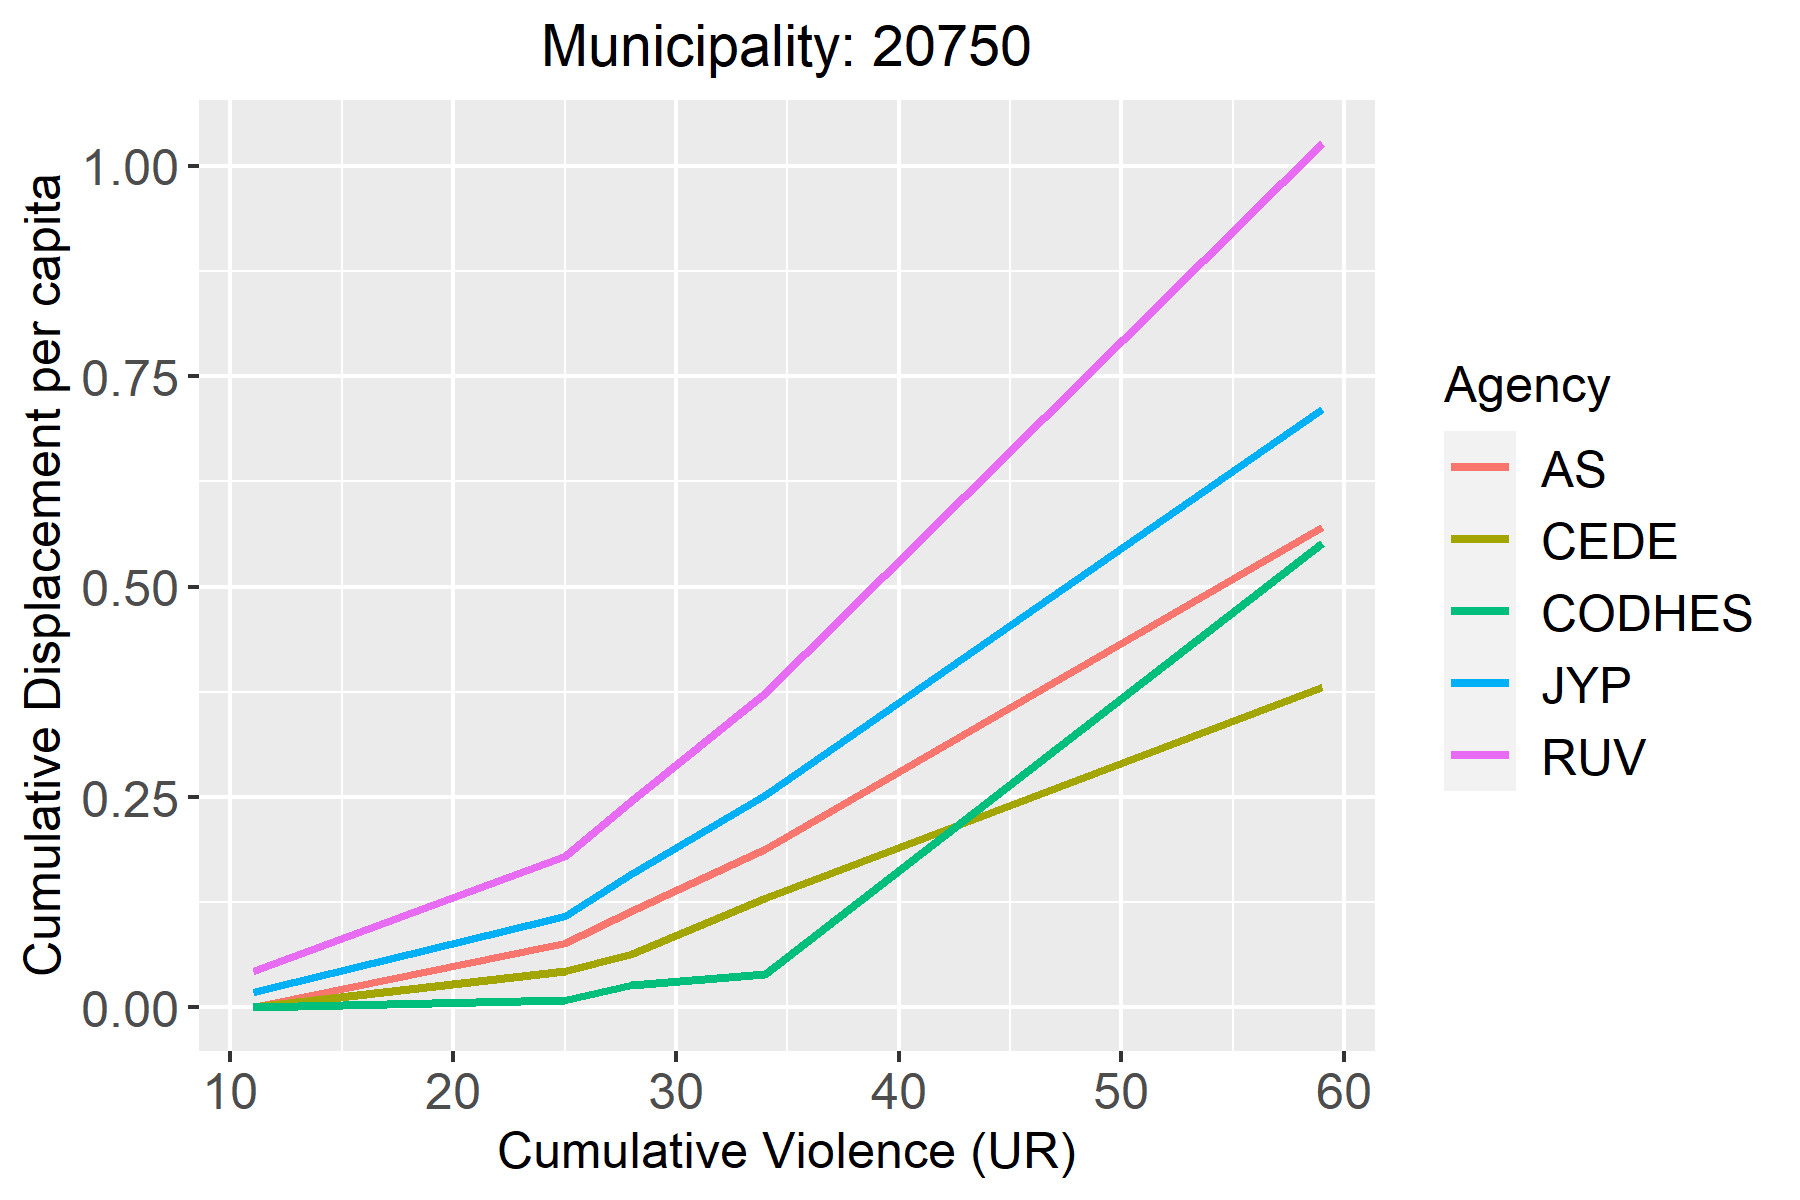 Municipality: 20750
Cumulative Displacement per capita
1.00
0.75
0.50
0.25
0.00
10 20 30 40 50 60
Cumulative Violence (UR)
Agency
AS
CEDE
CODHES
JYP
RUV